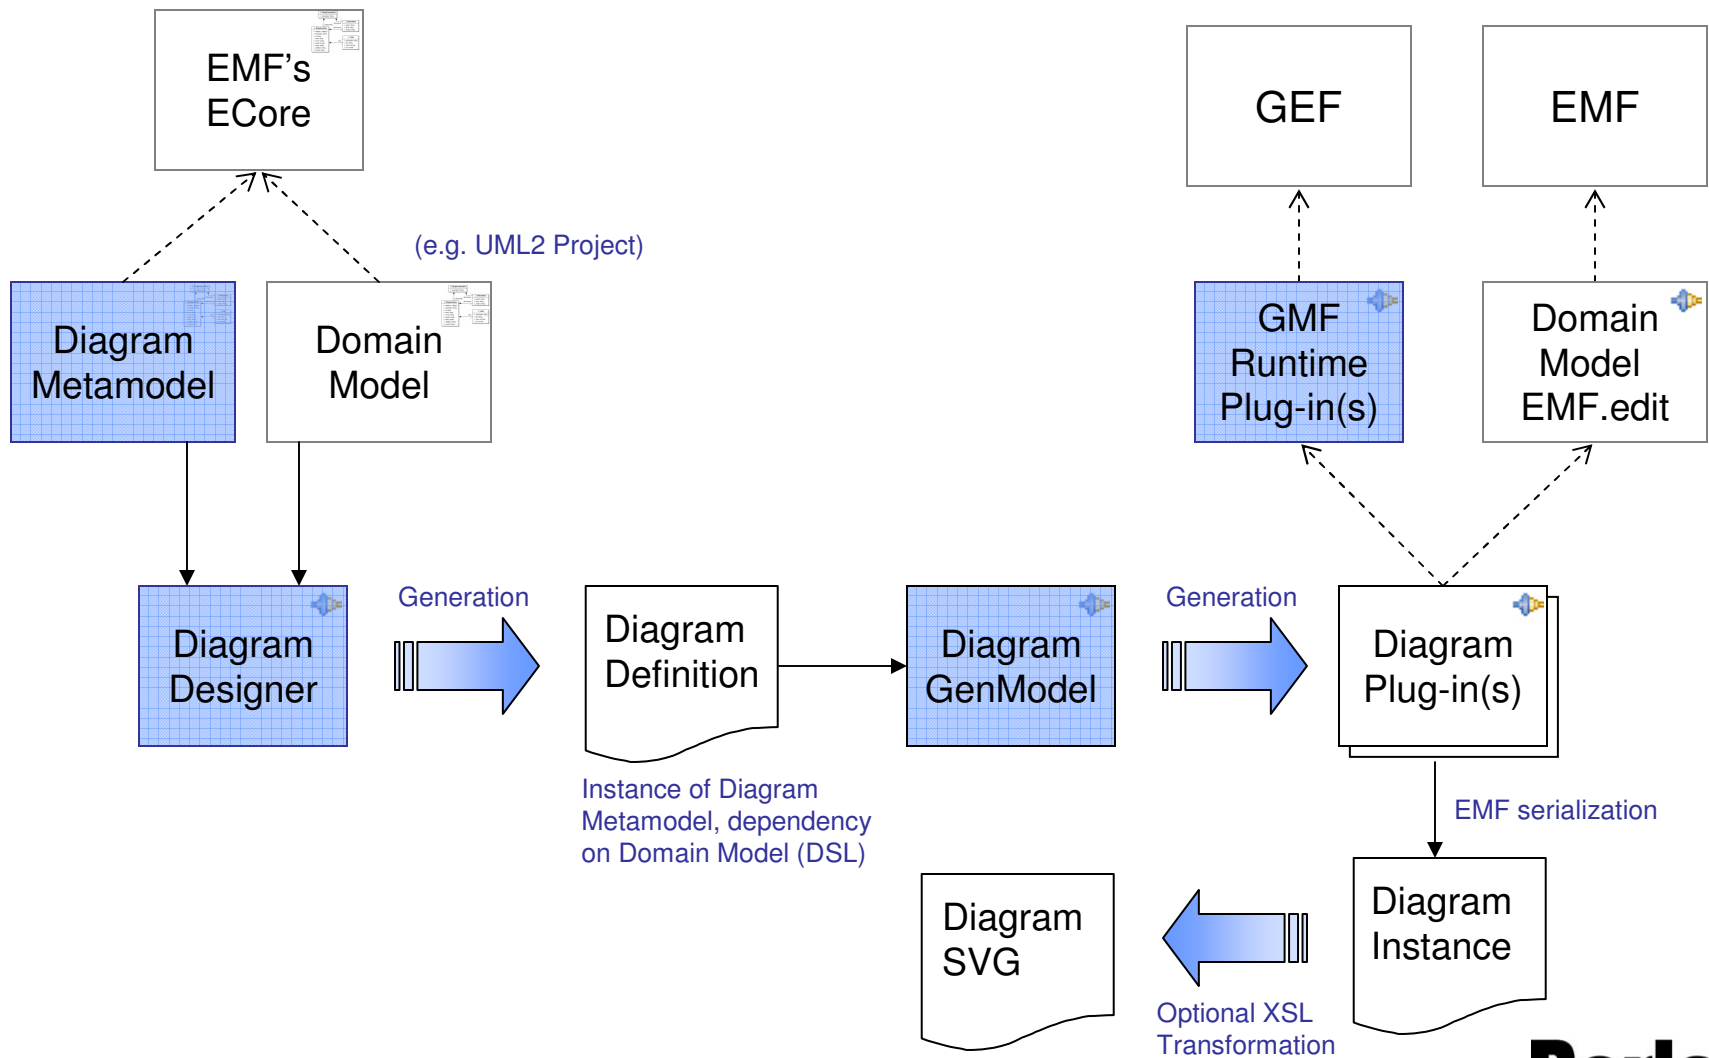 EMF's
ECore
GEF
EMF
(e.g. UML2 Project)
Diagram
Metamodel
Domain
Model
GMF
Runtime
Plug-in(s)
Domain
Model
EMF.edit
Diagram
Designer
Generation
Diagram
Definition
Diagram
GenModel
Generation
Diagram
Plug-in(s)
Instance of Diagram
Metamodel, dependency
on Domain Model (DSL)
EMF serialization
Diagram
SVG
Optional XSL
Transformation
Diagram
Instance